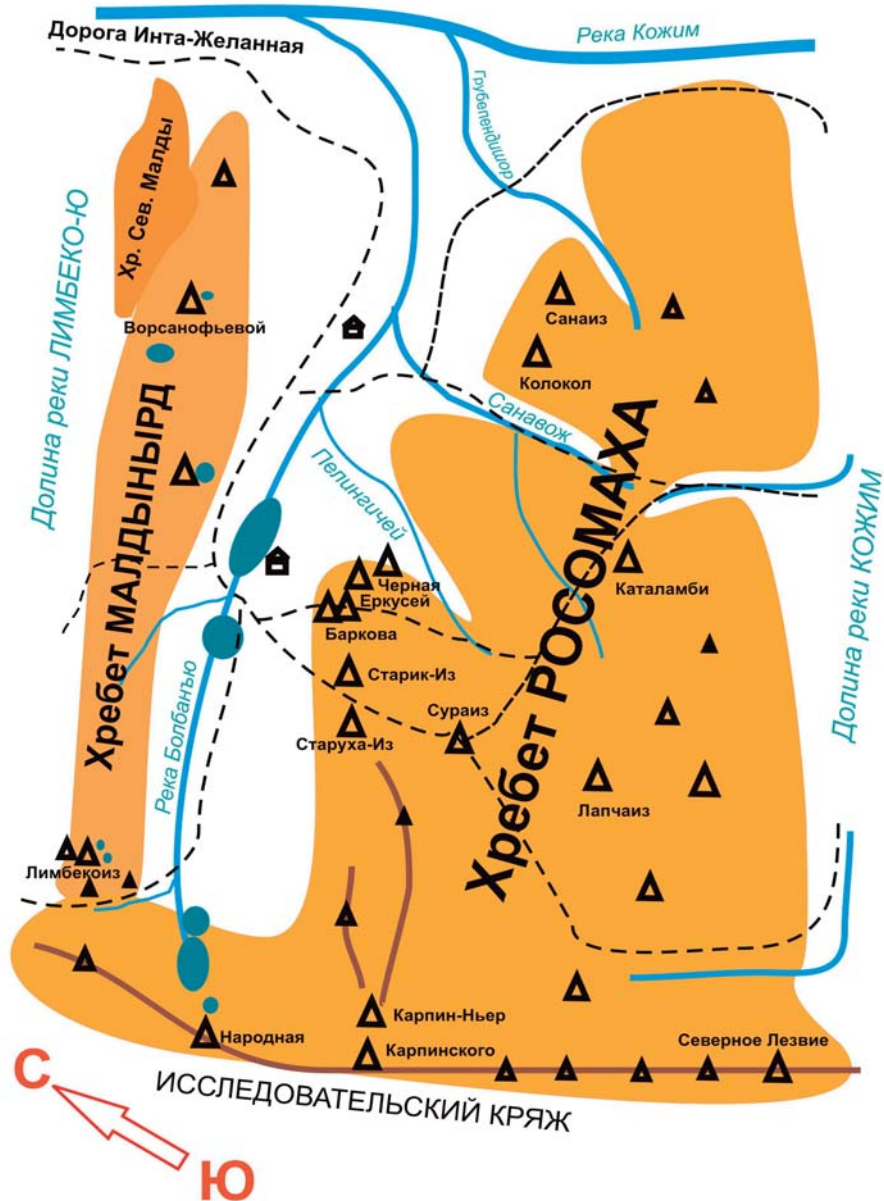 Дорога Инта-Желанная
Река Кожим
Грубепендишор
Хр. Сев. Малды
Долина реки ЛИМБЕКО-Ю
Ворсанофьевой
Санаиз
Колокол
Санавож
Хребет МАЛДЫНЫРД
Пелингичей
Хребет РОССОМАХА
Долина реки КОЖИМ
Черная
Еркусей
Баркова
Каталамби
Старик-Из
Сураиз
Старуха-Из
Река Болбанъю
Лапчаиз
Лимбекоиз
Карпин-Ньер
Народная
Карпинского
Северное Лезвие
ИССЛЕДОВАТЕЛЬСКИЙ КРЯЖ
С
Ю